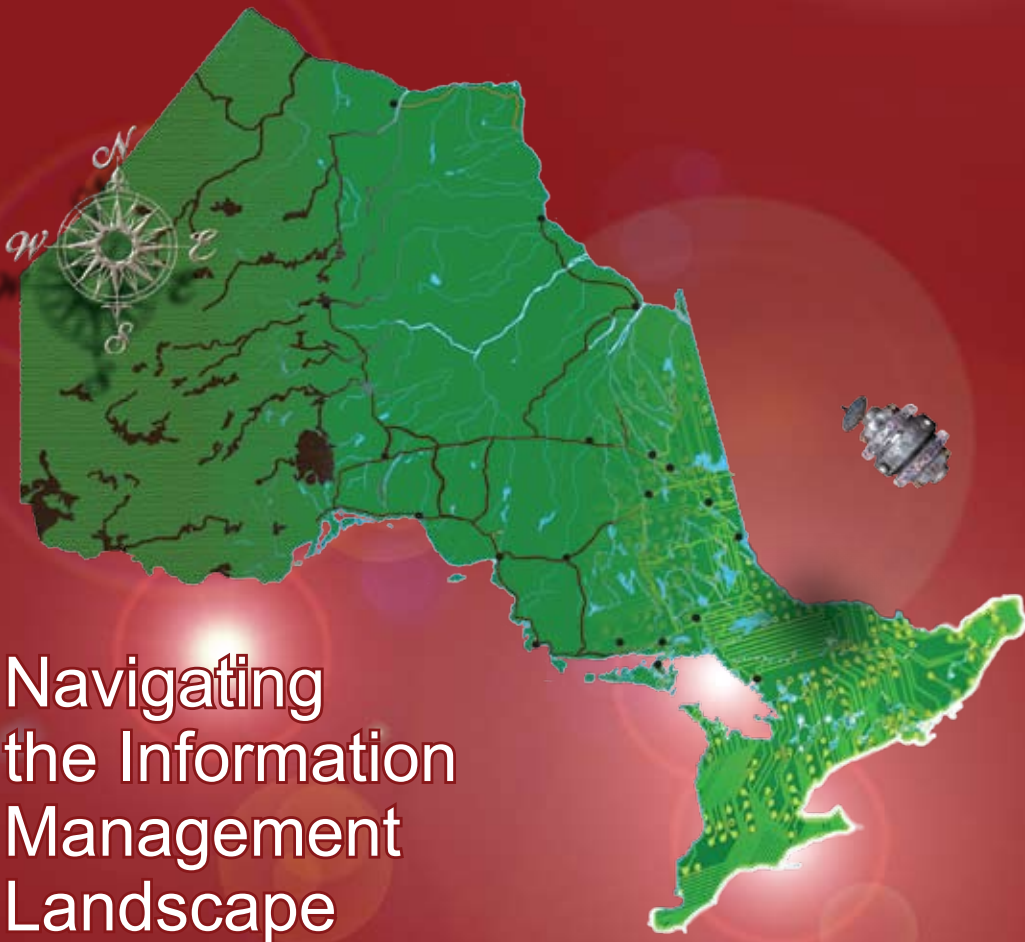 N
W E
S
Navigating
the Information
Management
Landscape